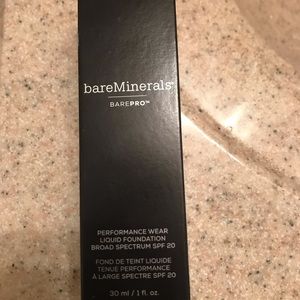 bareMinerals®
BAREPRO™
PERFORMANCE WEAR
LIQUID FOUNDATION
BROAD SPECTRUM SPF 20
FOND DE TEINT LIQUIDE
TENUE PERFORMANCE
À LARGE SPECTRE SPF 20
30 ml / 1 fl. oz.